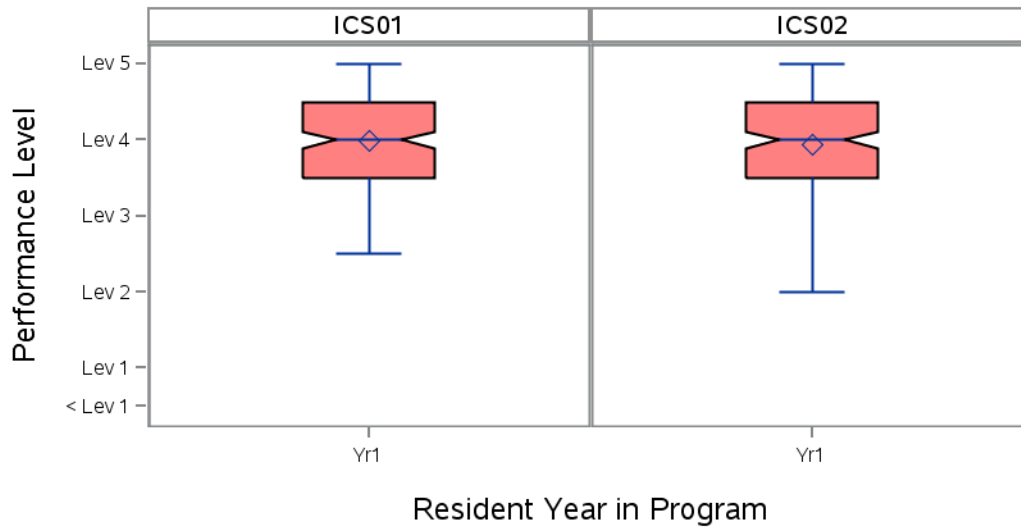 ICS01
ICS02
Performance Level
Lev 5
Lev 4
Lev 3
Lev 2
Lev 1
< Lev 1
Yr1
Yr1
Resident Year in Program